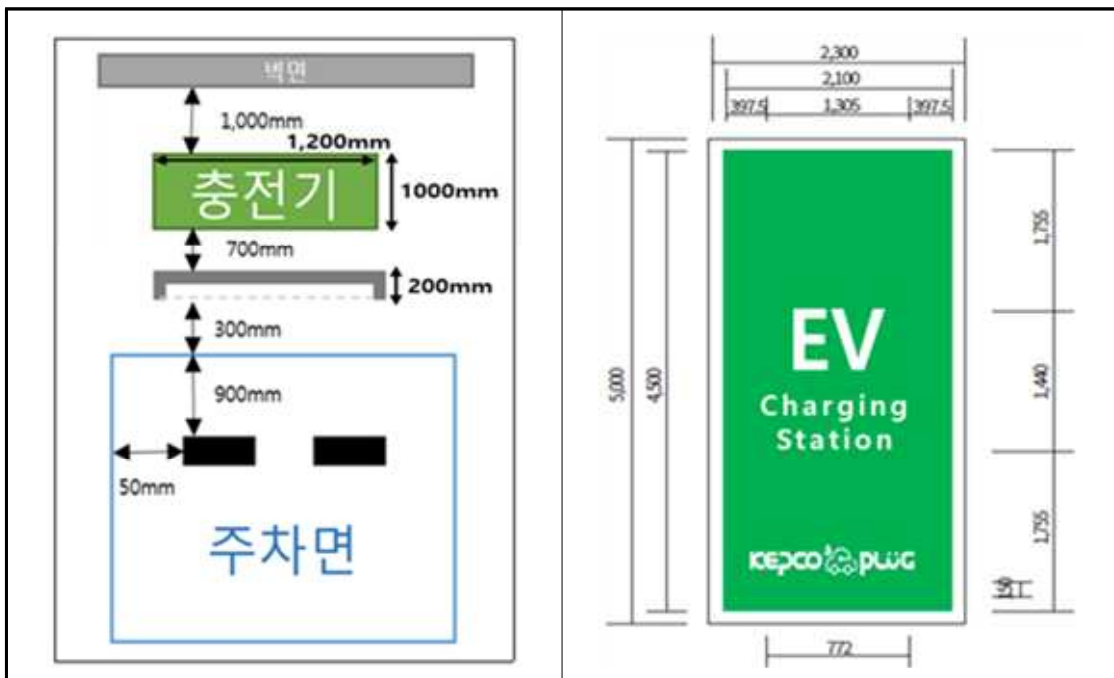 벽면
1,000mm
1,200mm
충전기
1000mm
700mm
200mm
300mm
900mm
50mm
주차면
2,300
2,100
397.5 1,305 397.5
5,000
4,500
1,755
1,440
1,755
150
EV
Charging
Station
KEPCO PLUG
772